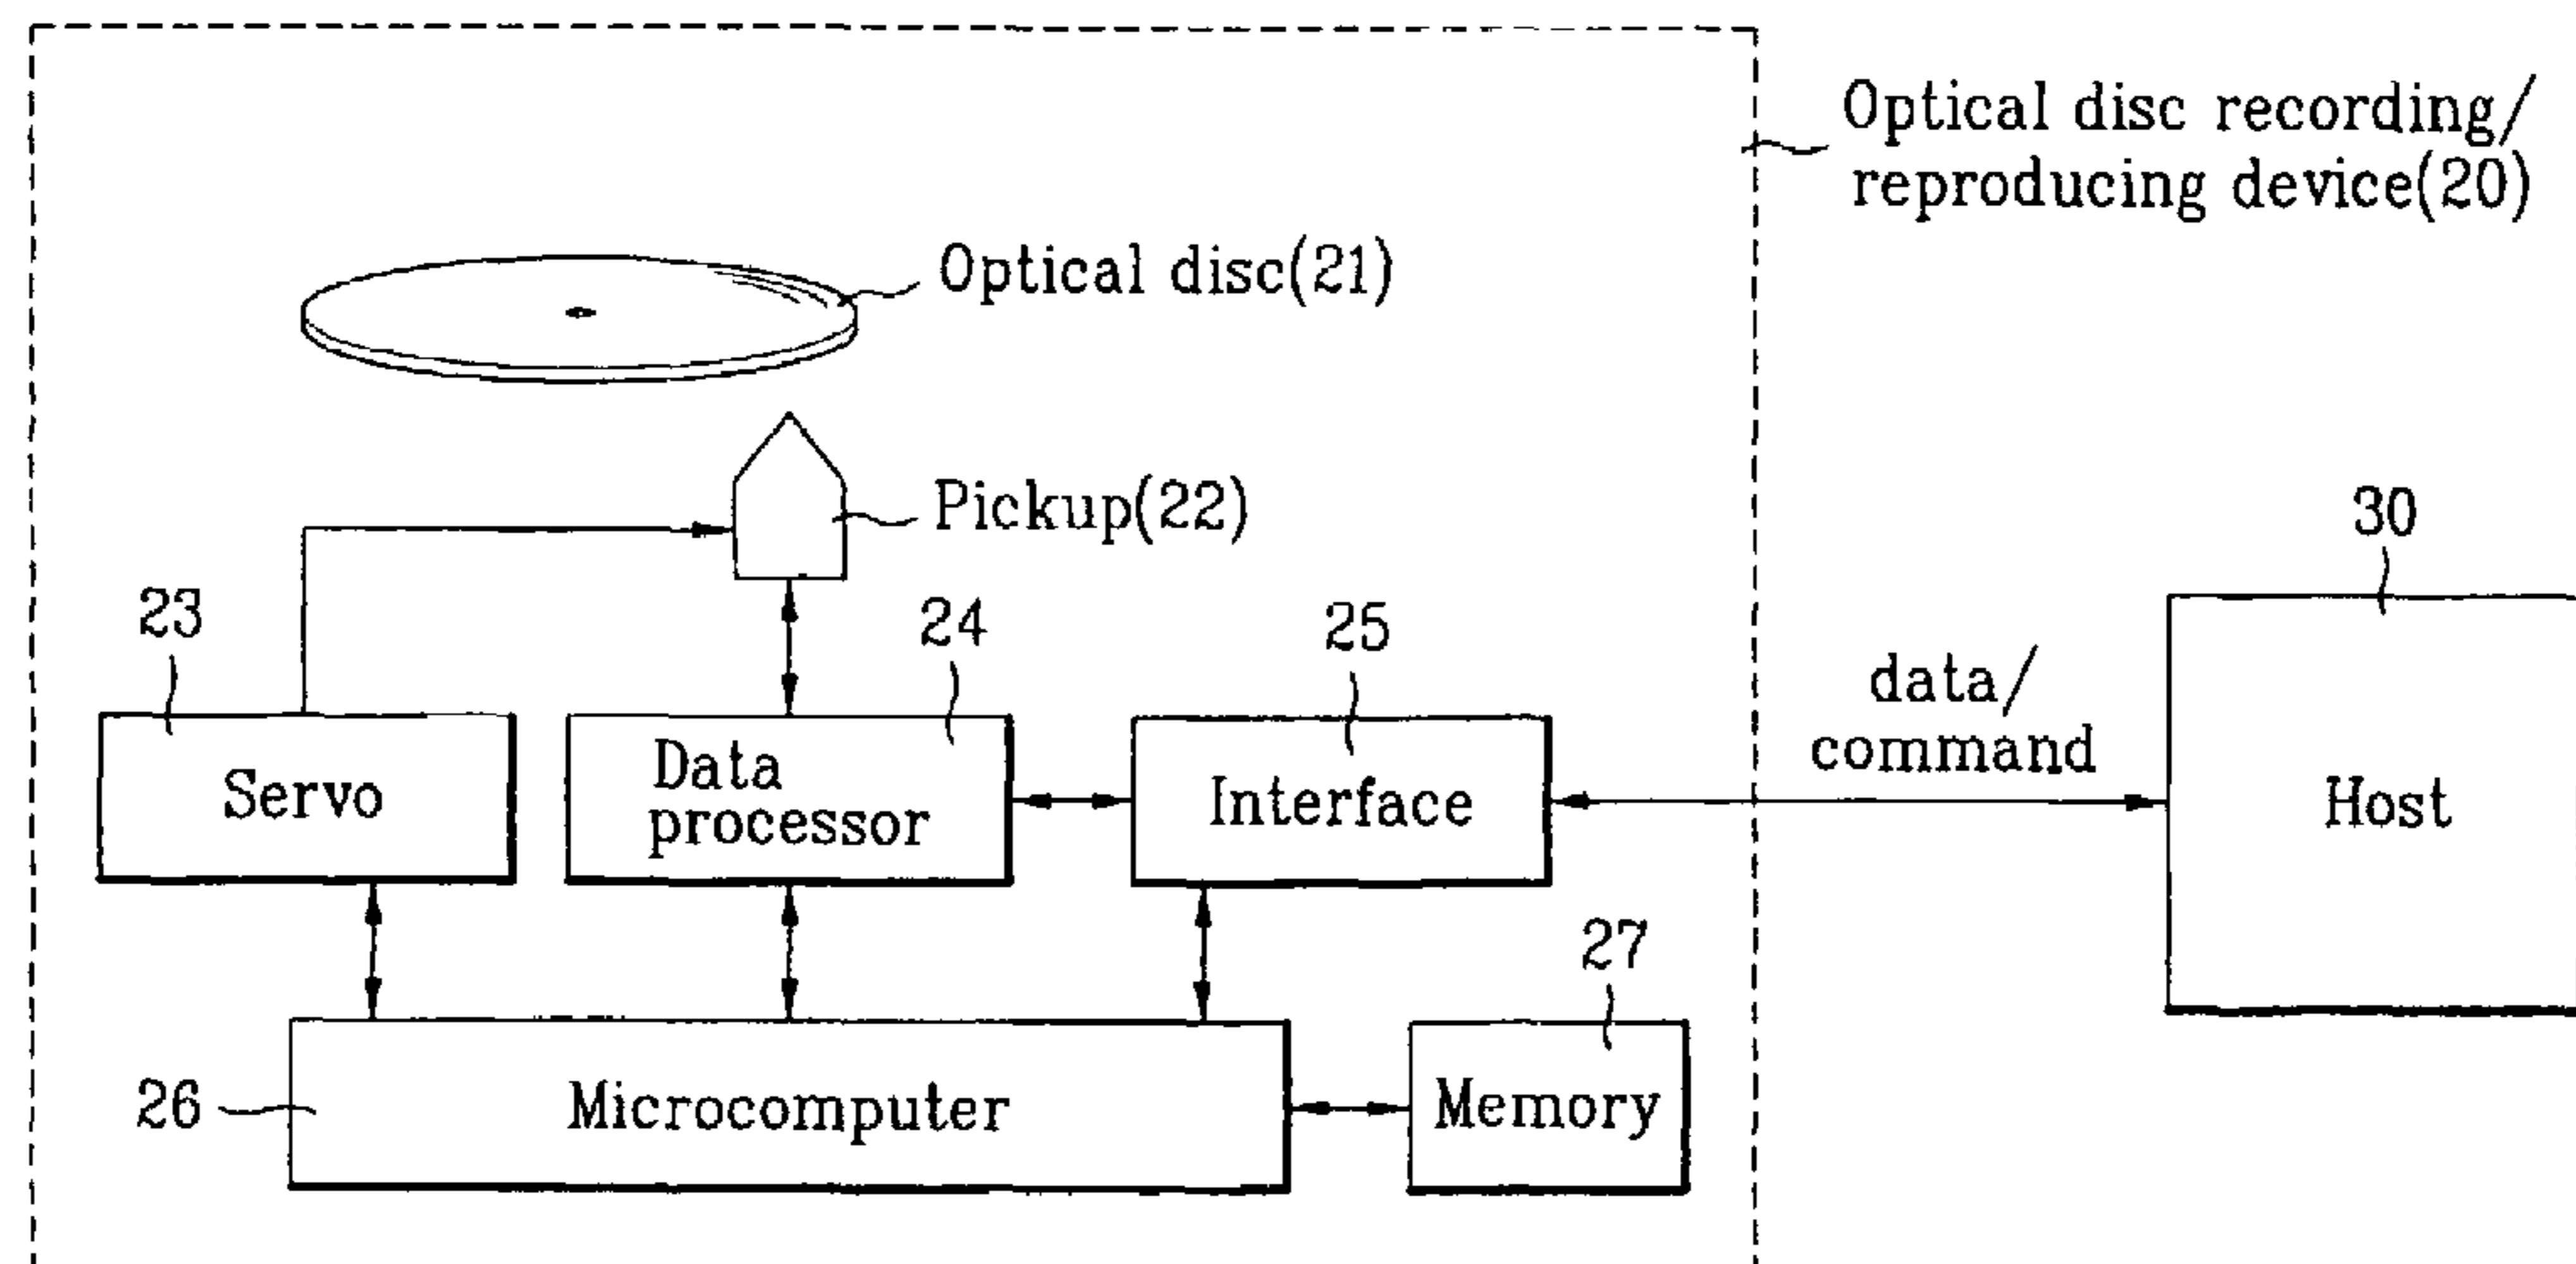 Optical disc recording/
reproducing device(20)
Optical disc(21)
Pickup(22)
30
23
24
25
data/
command
Servo
Data
processor
Interface
Host
27
26
Microcomputer
Memory